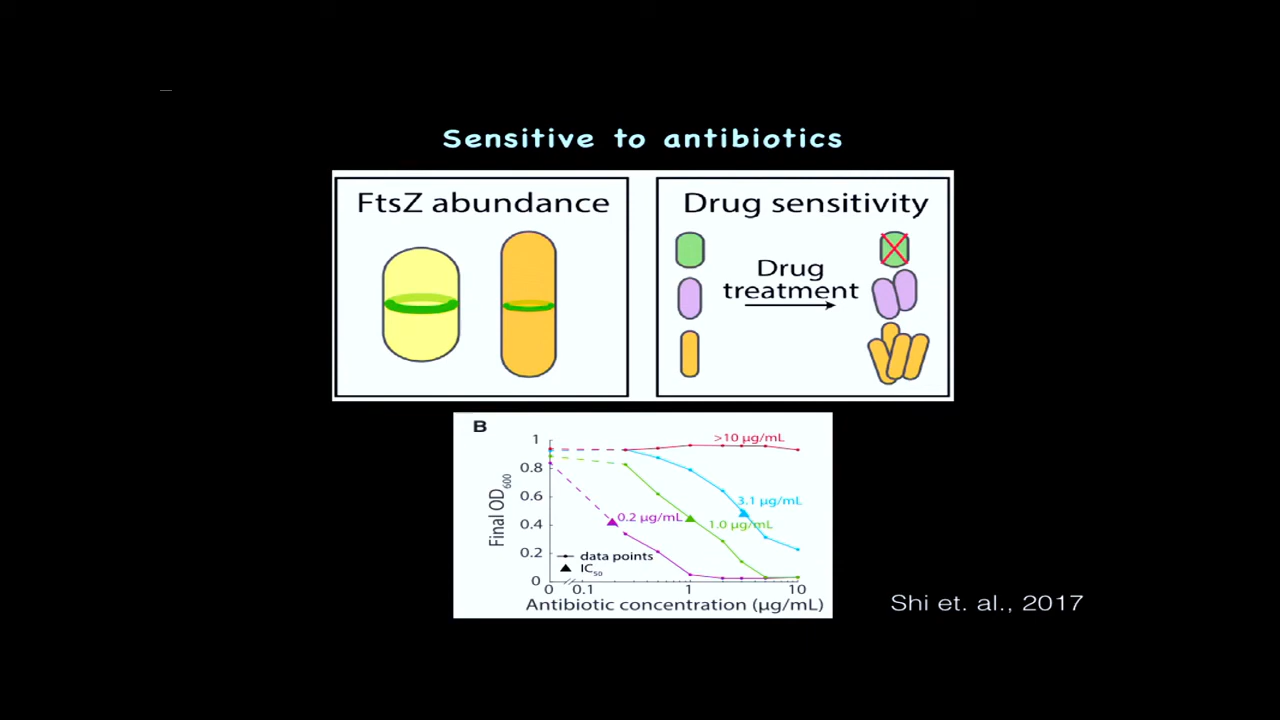 Sensitive to antibiotics
FtsZ abundance
Drug sensitivity
Drug
treatment
B
Final OD600
1
0.8
0.6
0.4
0.2
0
>10 µg/mL
3.1 µg/mL
0.2 µg/mL
1.0 µg/mL
data points
IC50
0
0.1
1
10
Antibiotic concentration (µg/mL)
Shi et. al., 2017